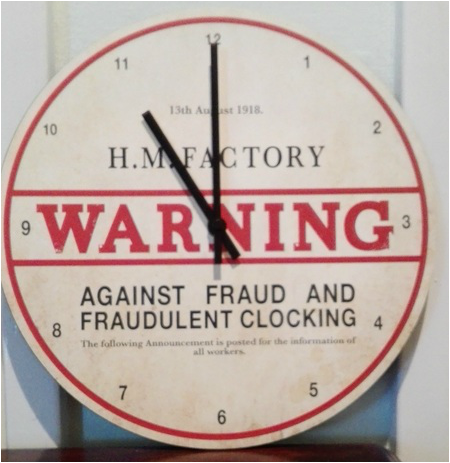 12
11 1
13th August 1918.
10 2
H.M. FACTORY
9 WARNING 3
AGAINST FRAUD AND
FRAUDULENT CLOCKING
8 4
The following Announcement is posted for the information of
all workers.
7 5
6